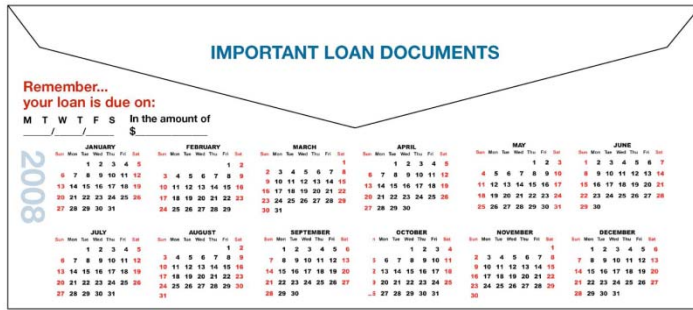 IMPORTANT LOAN DOCUMENTS
Remember...
your loan is due on:
M T W T F S In the amount of
_____/_____/_____ $____________
2008
JANUARY
Sun Mon Tue Wed Thu Fri Sat
1 2 3 4 5
6 7 8 9 10 11 12
13 14 15 16 17 18 19
20 21 22 23 24 25 26
27 28 29 30 31
FEBRUARY
Sun Mon Tue Wed Thu Fri Sat
1 2
3 4 5 6 7 8 9
10 11 12 13 14 15 16
17 18 19 20 21 22 23
24 25 26 27 28 29
MARCH
Sun Mon Tue Wed Thu Fri Sat
1
2 3 4 5 6 7 8
9 10 11 12 13 14 15
16 17 18 19 20 21 22
23 24 25 26 27 28 29
30 31
APRIL
Sun Mon Tue Wed Thu Fri Sat
1 2 3 4 5
6 7 8 9 10 11 12
13 14 15 16 17 18 19
20 21 22 23 24 25 26
27 28 29 30
MAY
Sun Mon Tue Wed Thu Fri Sat
1 2 3
4 5 6 7 8 9 10
11 12 13 14 15 16 17
18 19 20 21 22 23 24
25 26 27 28 29 30 31
JUNE
Sun Mon Tue Wed Thu Fri Sat
1 2 3 4 5 6 7
8 9 10 11 12 13 14
15 16 17 18 19 20 21
22 23 24 25 26 27 28
29 30
JULY
Sun Mon Tue Wed Thu Fri Sat
1 2 3 4 5
6 7 8 9 10 11 12
13 14 15 16 17 18 19
20 21 22 23 24 25 26
27 28 29 30 31
AUGUST
Sun Mon Tue Wed Thu Fri Sat
1 2
3 4 5 6 7 8 9
10 11 12 13 14 15 16
17 18 19 20 21 22 23
24 25 26 27 28 29 30
31
SEPTEMBER
Sun Mon Tue Wed Thu Fri Sat
1 2 3 4 5 6
7 8 9 10 11 12 13
14 15 16 17 18 19 20
21 22 23 24 25 26 27
28 29 30
OCTOBER
Mon Tue Wed Thu Fri Sat
1 2 3 4
6 7 8 9 10 11
13 14 15 16 17 18
20 21 22 23 24 25
27 28 29 30 31
NOVEMBER
Sun Mon Tue Wed Thu Fri Sat
1
2 3 4 5 6 7 8
9 10 11 12 13 14 15
16 17 18 19 20 21 22
23 24 25 26 27 28 29
30
DECEMBER
Sun Mon Tue Wed Thu Fri Sat
1 2 3 4 5 6
7 8 9 10 11 12 13
14 15 16 17 18 19 20
21 22 23 24 25 26 27
28 29 30 31